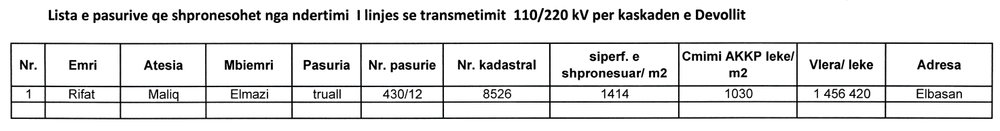 Lista e pasurive qe shpronesohet nga ndertimi I linjes se transmetimit 110/220 kV per kaskaden e Devollit
Nr. Emri Atesia Mbiemri Pasuria Nr. pasurie Nr. kadastral siperf. e shpronesuar/ m2 Cmimi AKKP leke/ m2 Vlera/ leke Adresa
1 Rifat Maliq Elmazi truall 430/12 8526 1414 1030 1 456 420 Elbasan